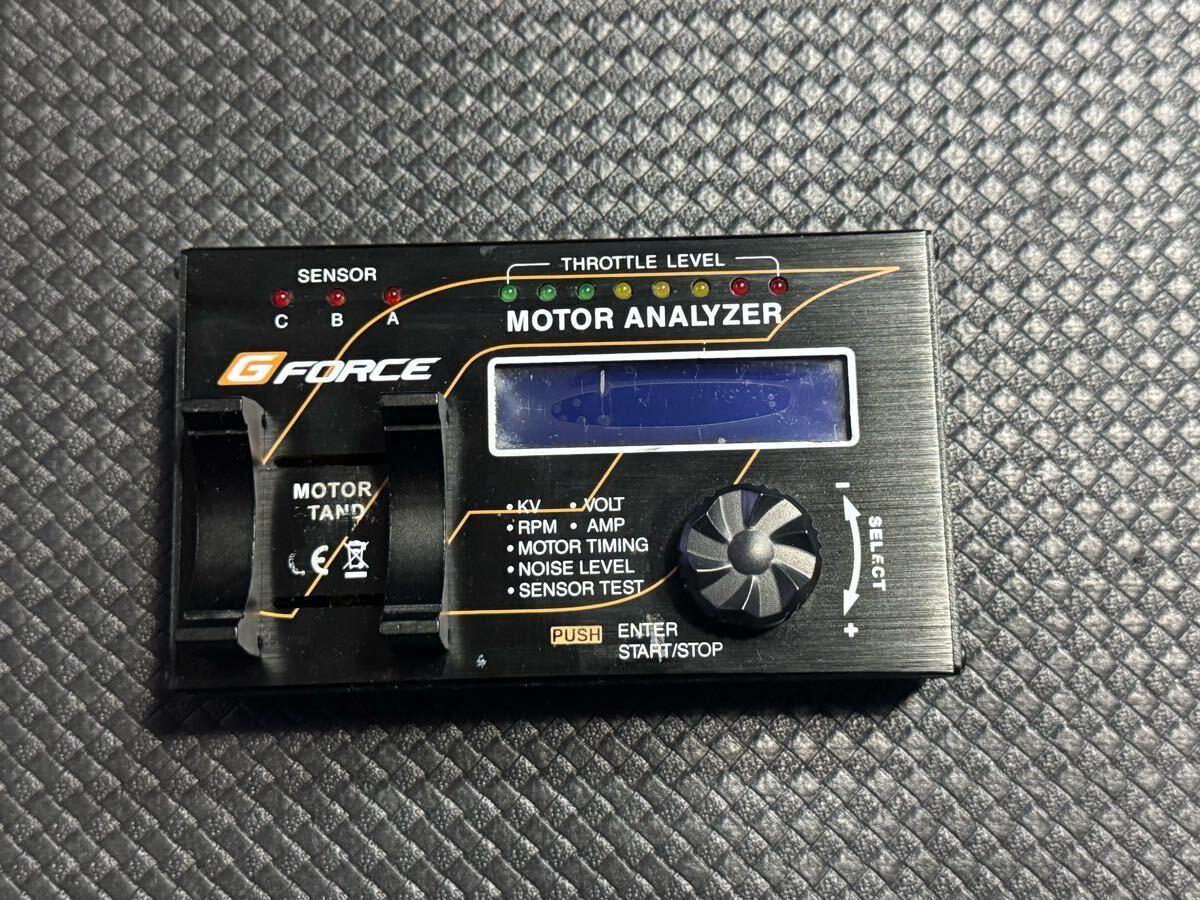 SENSOR
C B A
THROTTLE LEVEL
MOTOR ANALYZER
G FORCE
MOTOR
TAND
CE
• KV • VOLT
• RPM • AMP
• MOTOR TIMING
• NOISE LEVEL
• SENSOR TEST
PUSH ENTER
START/STOP
−
SELECT
+